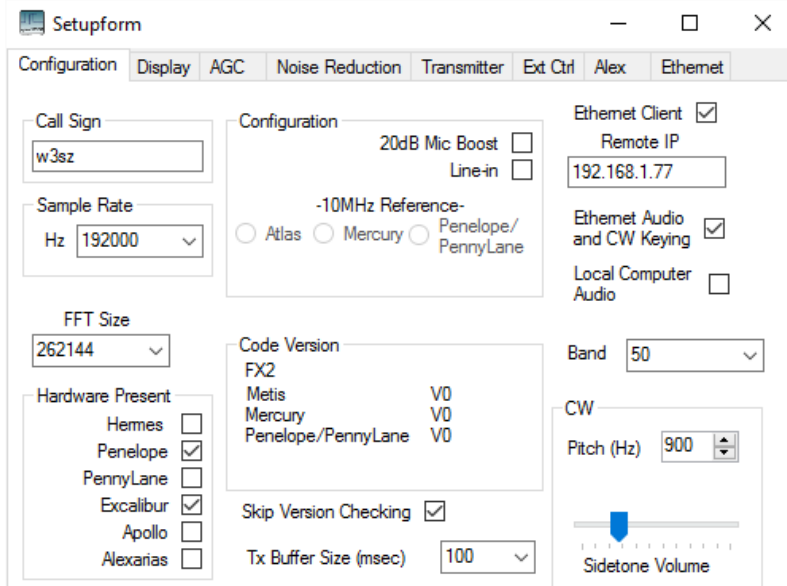 Setupform
Configuration Display AGC Noise Reduction Transmitter Ext Ctrl Alex Ethernet
Call Sign
w3sz
Sample Rate
Hz 192000
FFT Size
262144
Hardware Present
Hermes
Penelope
PennyLane
Excalibur
Apollo
Alexarias
Configuration
20dB Mic Boost
Line-in
-10MHz Reference-
Atlas Mercury Penelope/
PennyLane
Code Version
FX2
Metis V0
Mercury V0
Penelope/PennyLane V0
Skip Version Checking
Tx Buffer Size (msec) 100
Ethernet Client
Remote IP
192.168.1.77
Ethernet Audio
and CW Keying
Local Computer
Audio
Band 50
CW
Pitch (Hz) 900
Sidetone Volume